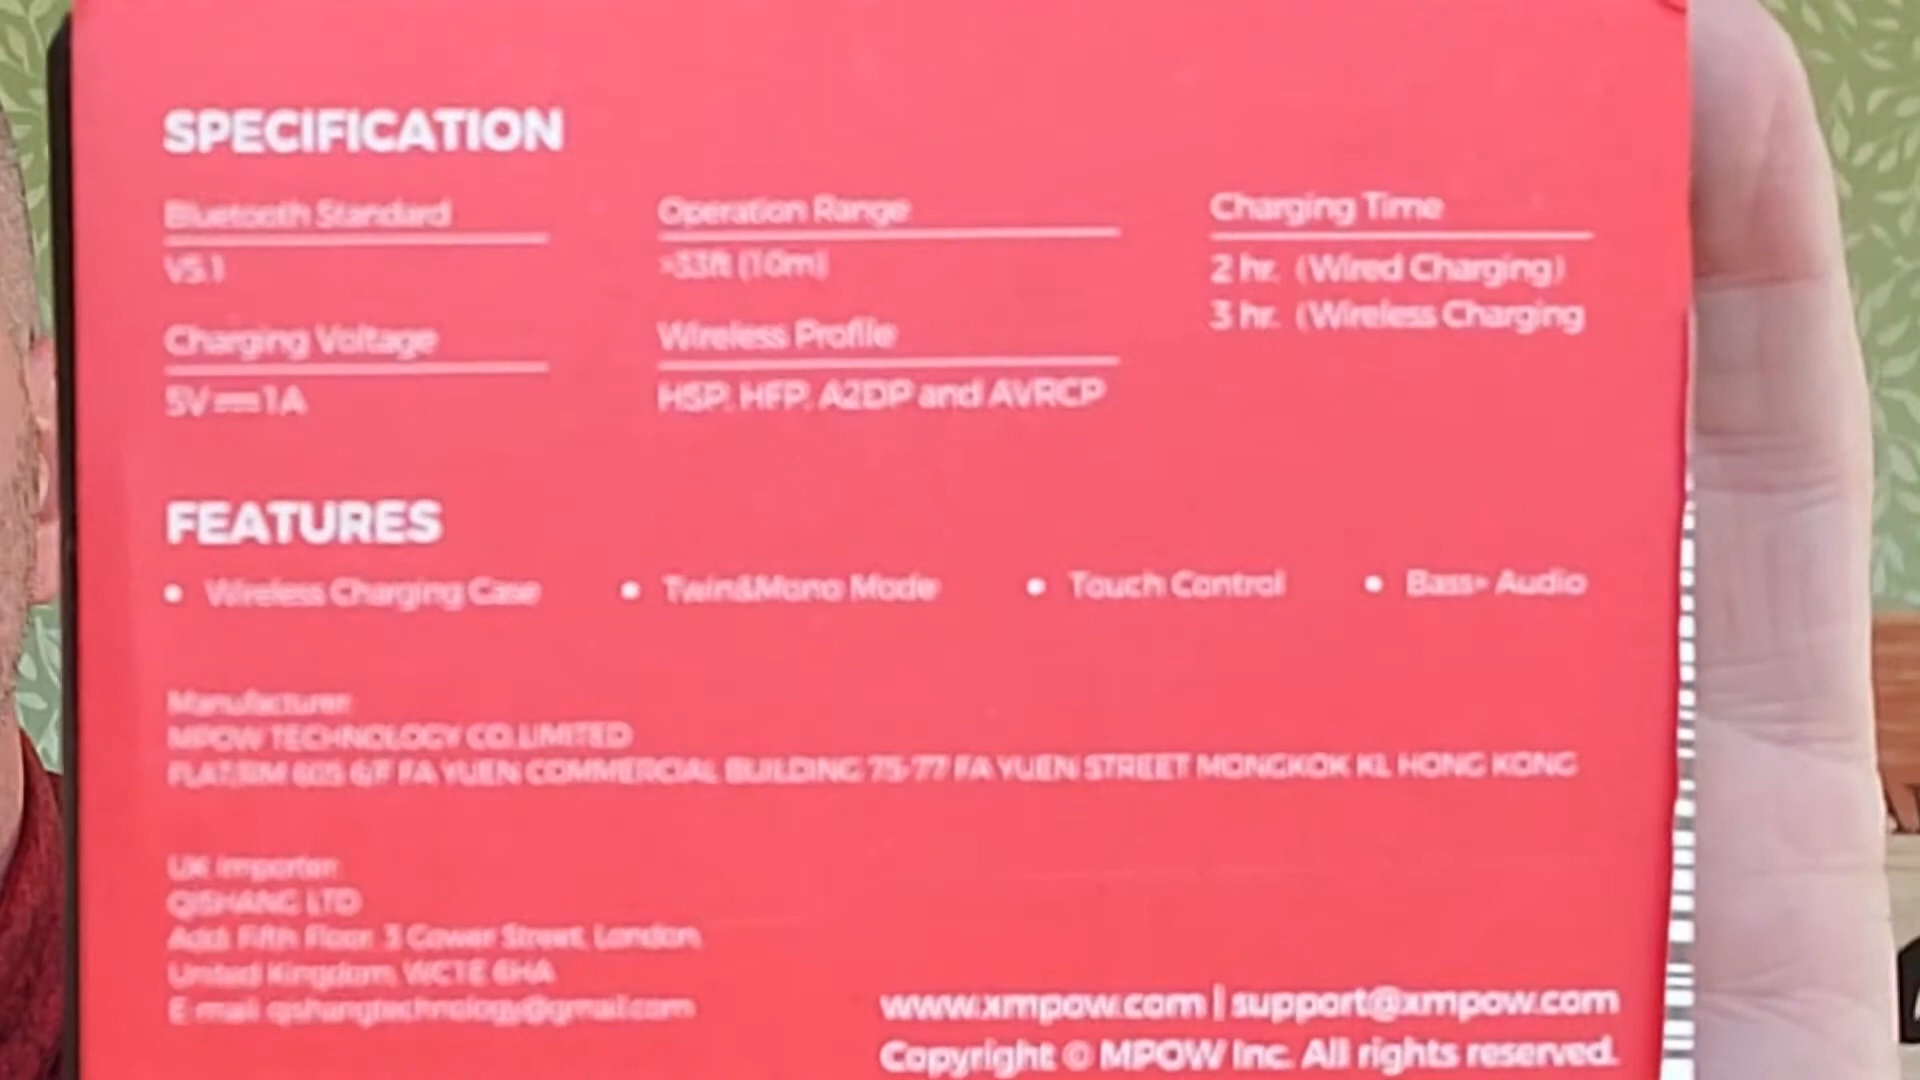 SPECIFICATION
Bluetooth Standard
V5.1
Charging Voltage
5V⎓1A
Operation Range
33ft (10m)
Wireless Profile
HSP, HFP, A2DP and AVRCP
Charging Time
2 hr. (Wired Charging)
3 hr. (Wireless Charging
FEATURES
• Wireless Charging Case • Twin&Mono Mode • Touch Control • Bass+ Audio
Manufacturer:
MPOW TECHNOLOGY CO.LIMITED
FLAT/RM 605 6/F FA YUEN COMMERCIAL BUILDING 75-77 FA YUEN STREET MONGKOK KL HONG KONG
UK Importer:
QISHANG LTD
Add: Fifth Floor, 3 Gower Street, London,
United Kingdom, WC1E 6HA
E-mail: qishangtechnology@gmail.com
www.xmpow.com | support@xmpow.com
Copyright © MPOW Inc. All rights reserved.